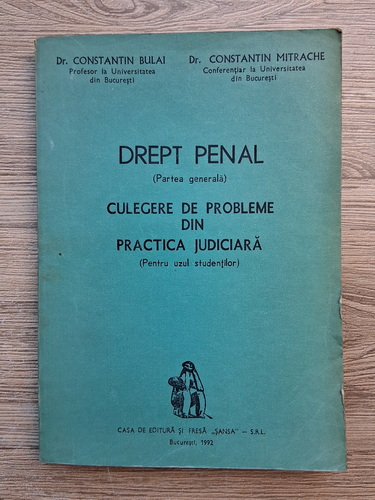 Dr. CONSTANTIN BULAI
Profesor la Universitatea
din București
Dr. CONSTANTIN MITRACHE
Conferențiar la Universitatea
din București
DREPT PENAL
(Partea generală)
CULEGERE DE PROBLEME
DIN
PRACTICA JUDICIARĂ
(Pentru uzul studenților)
CASA DE EDITURĂ ȘI PRESĂ „ȘANSA" — S.R.L.
București, 1992